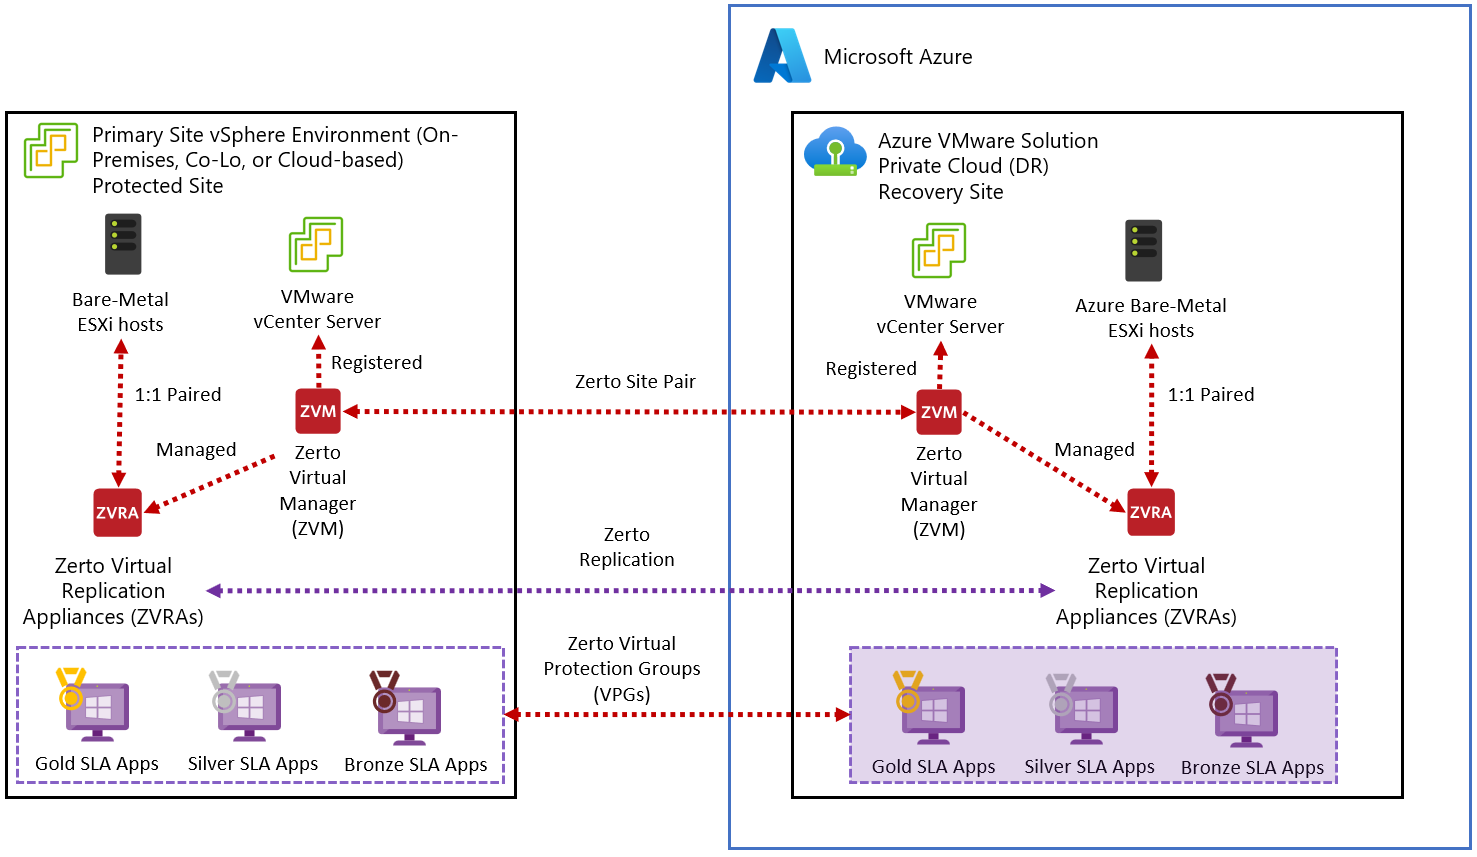 Microsoft Azure
Primary Site vSphere Environment (On-
Premises, Co-Lo, or Cloud-based)
Protected Site
Bare-Metal
ESXi hosts
VMware
vCenter Server
Registered
1:1 Paired
ZVM
Managed
Zerto
Virtual
Manager
(ZVM)
ZVRA
Zerto Virtual
Replication
Appliances (ZVRAs)
Gold SLA Apps
Silver SLA Apps
Bronze SLA Apps
Zerto Site Pair
Zerto
Replication
Zerto Virtual
Protection Groups
(VPGs)
Azure VMware Solution
Private Cloud (DR)
Recovery Site
VMware
vCenter Server
Azure Bare-Metal
ESXi hosts
Registered
1:1 Paired
ZVM
Managed
Zerto
Virtual
Manager
(ZVM)
ZVRA
Zerto Virtual
Replication
Appliances (ZVRAs)
Gold SLA Apps
Silver SLA Apps
Bronze SLA Apps